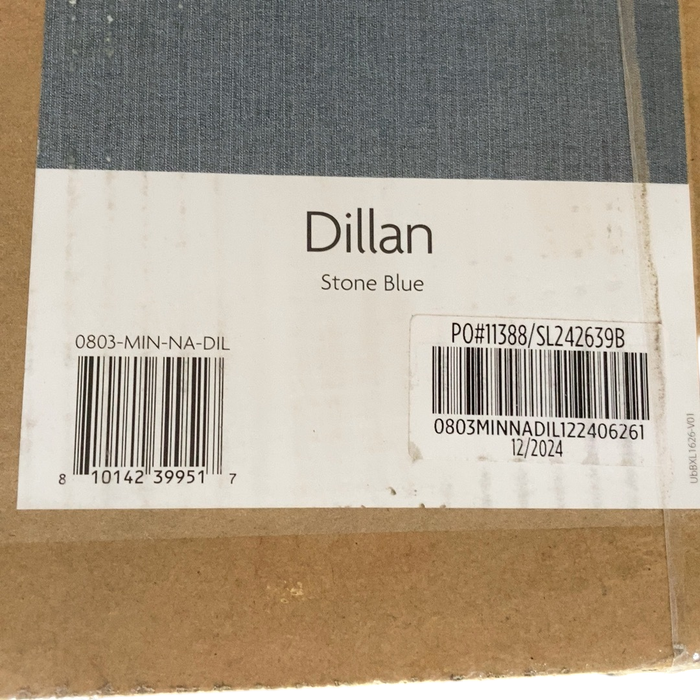 Dillan
Stone Blue
0803-MIN-NA-DIL
8 10142 39951 7
PO#11388/SL242639B
0803MINNADIL122406261
12/2024
UbBXL1626-V01